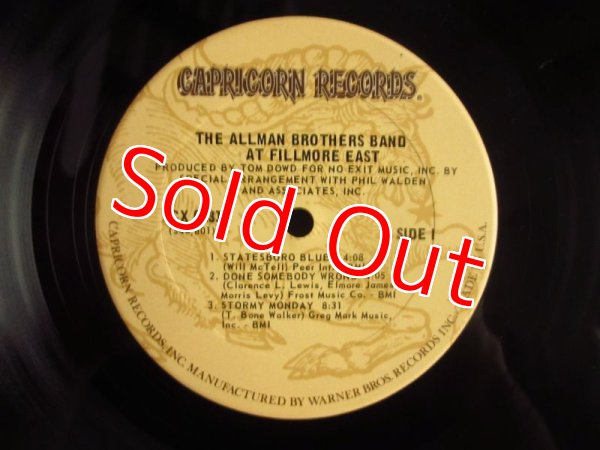 CAPRICORN RECORDS®
THE ALLMAN BROTHERS BAND
AT FILLMORE EAST
PRODUCED BY TOM DOWD FOR NO EXIT MUSIC, INC. BY
SPECIAL ARRANGEMENT WITH PHIL WALDEN
AND ASSOCIATES, INC.
SIDE 1
1. STATESBORO BLUES 4:08
(Will McTell) Peer Int. BMI
2. DONE SOMEBODY WRONG 4:05
(Clarence L. Lewis, Elmore James
Morris Levy) Frost Music Co. - BMI
3. STORMY MONDAY 8:31
(T. Bone Walker) Gregmark Music,
Inc. - BMI
CAPRICORN RECORDS INC. MANUFACTURED BY WARNER BROS. RECORDS INC. MADE U.S.A.
Sold Out